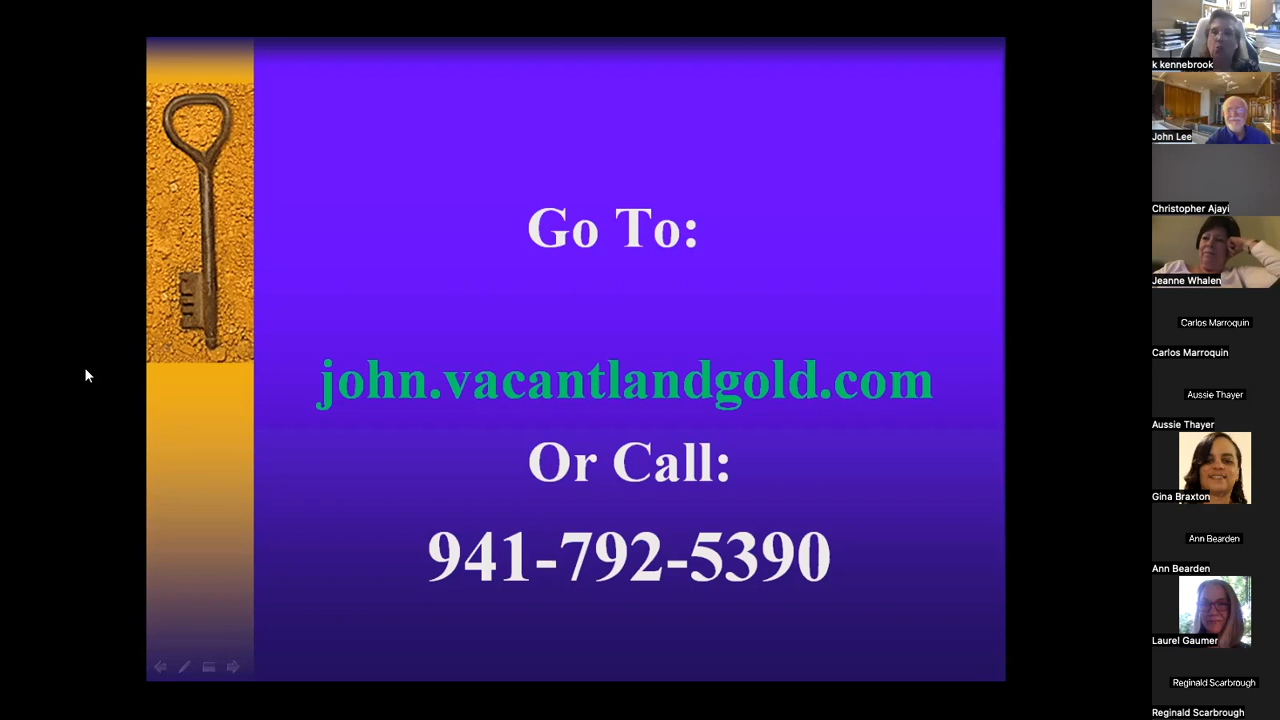 Go To:
john.vacantlandgold.com
Or Call:
941-792-5390
k kennebrook
John Lee
Christopher Ajayi
Jeanne Whalen
Carlos Marroquin
Carlos Marroquin
Aussie Thayer
Aussie Thayer
Gina Braxton
Ann Bearden
Ann Bearden
Laurel Gaumer
Reginald Scarbrough
Reginald Scarbrough